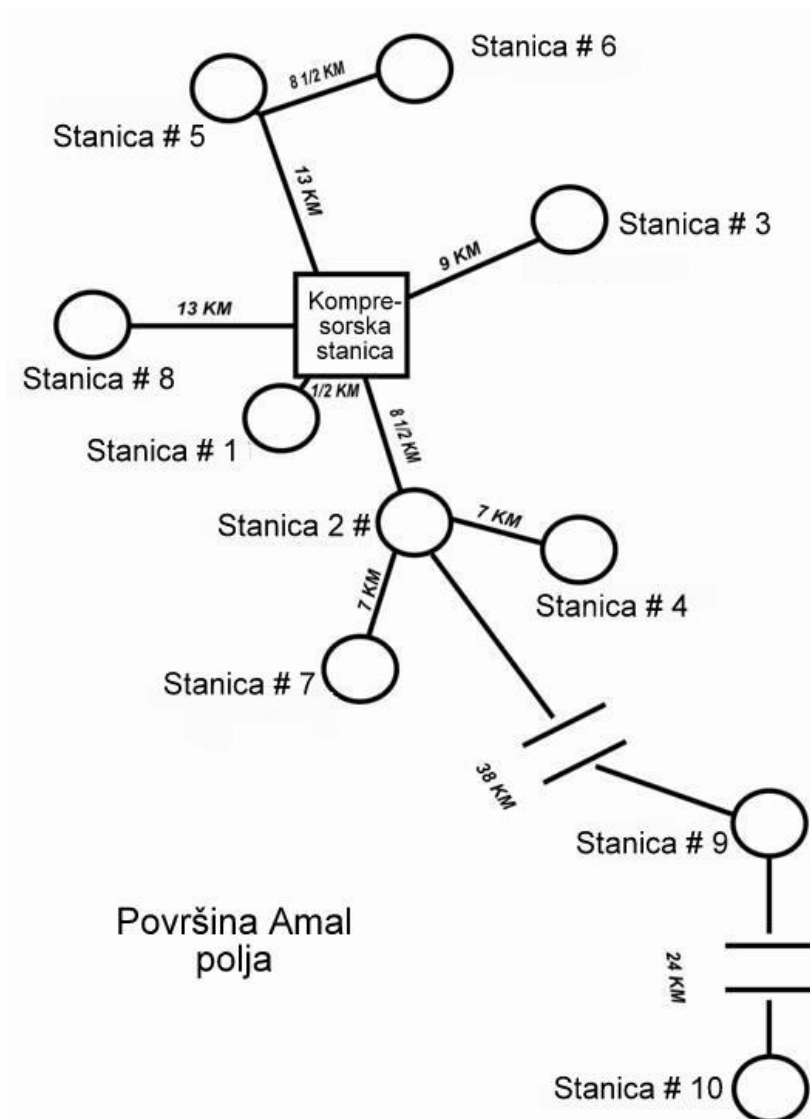 Stanica # 6
8 1/2 KM
Stanica # 5
13 KM
Stanica # 3
9 KM
Kompre-
sorska
stanica
13 KM
Stanica # 8
1/2 KM
Stanica # 1
8 1/2 KM
Stanica 2 #
7 KM
Stanica # 4
7 KM
Stanica # 7
38 KM
Stanica # 9
Površina Amal
polja
24 KM
Stanica # 10